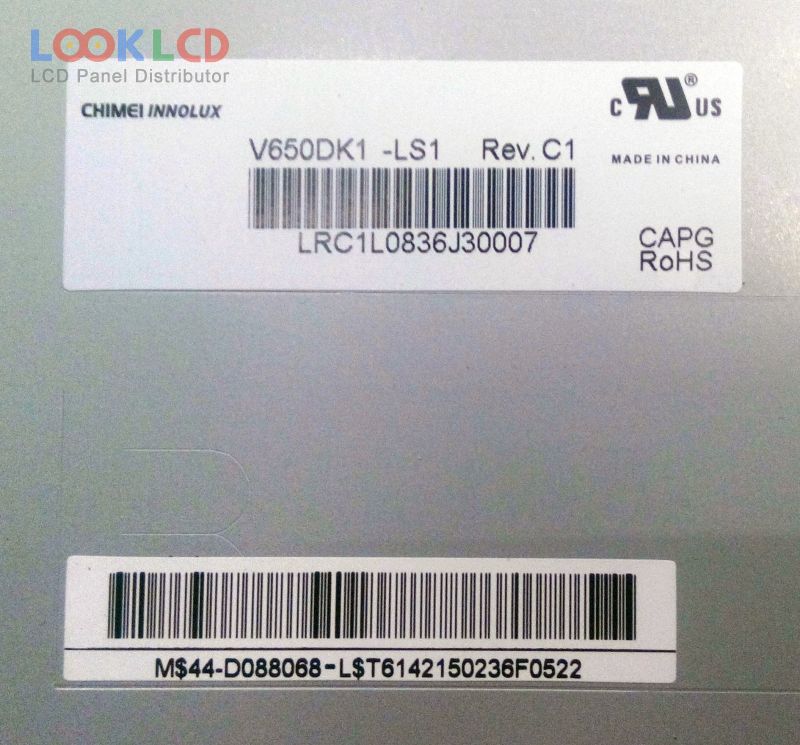 LOOKLCD
LCD Panel Distributor
CHIMEI INNOLUX
V650DK1 -LS1 Rev. C1
LRC1L0836J30007
C RU ® US
MADE IN CHINA
CAPG
RoHS
M$44-D088068-L$T6142150236F0522